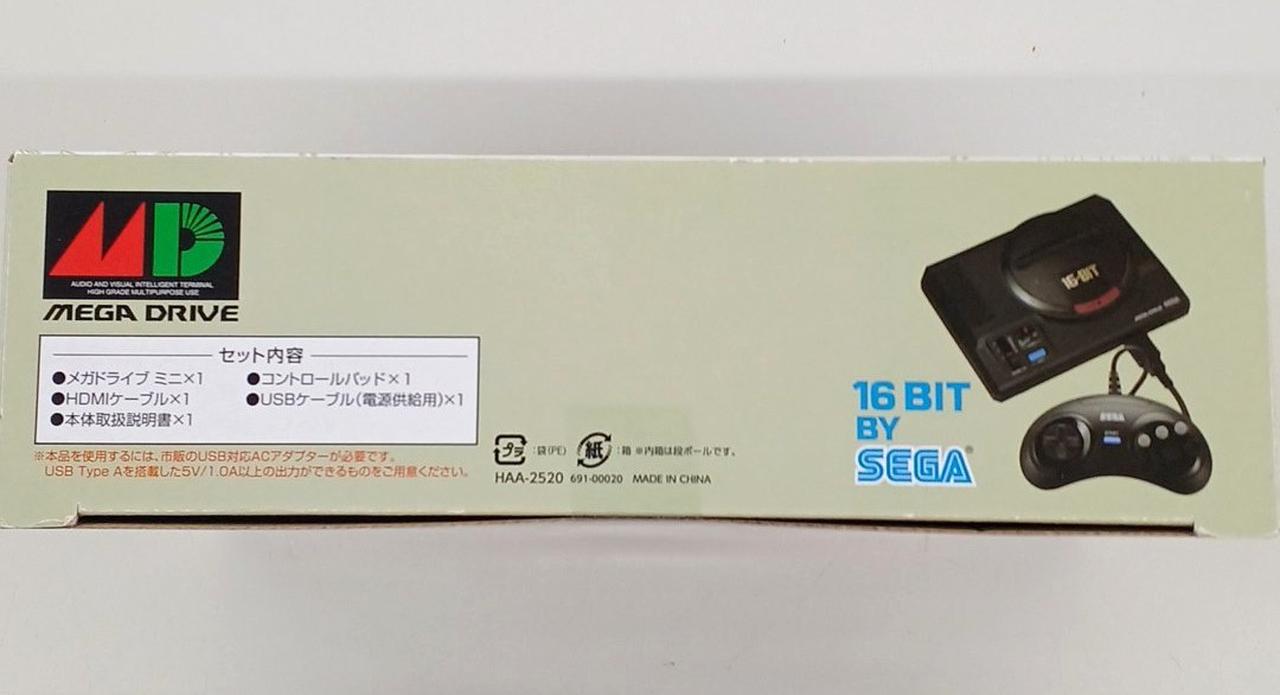 MD
AUDIO AND VISUAL INTELLIGENT TERMINAL
HIGH GRADE MULTIPURPOSE USE
MEGA DRIVE
セット内容
●メガドライブ ミニ×1
●コントロールパッド×1
●HDMIケーブル×1
●USBケーブル(電源供給用)×1
●本体取扱説明書×1
※本品を使用するには、市販のUSB対応ACアダプターが必要です。
USB Type Aを搭載した5V/1.0A以上の出力ができるものをご用意ください。
プラ :袋(PE) 紙 :箱 ※内箱は段ボールです。
HAA-2520 691-00020 MADE IN CHINA
16 BIT
BY
SEGA®
16-BIT
SEGA